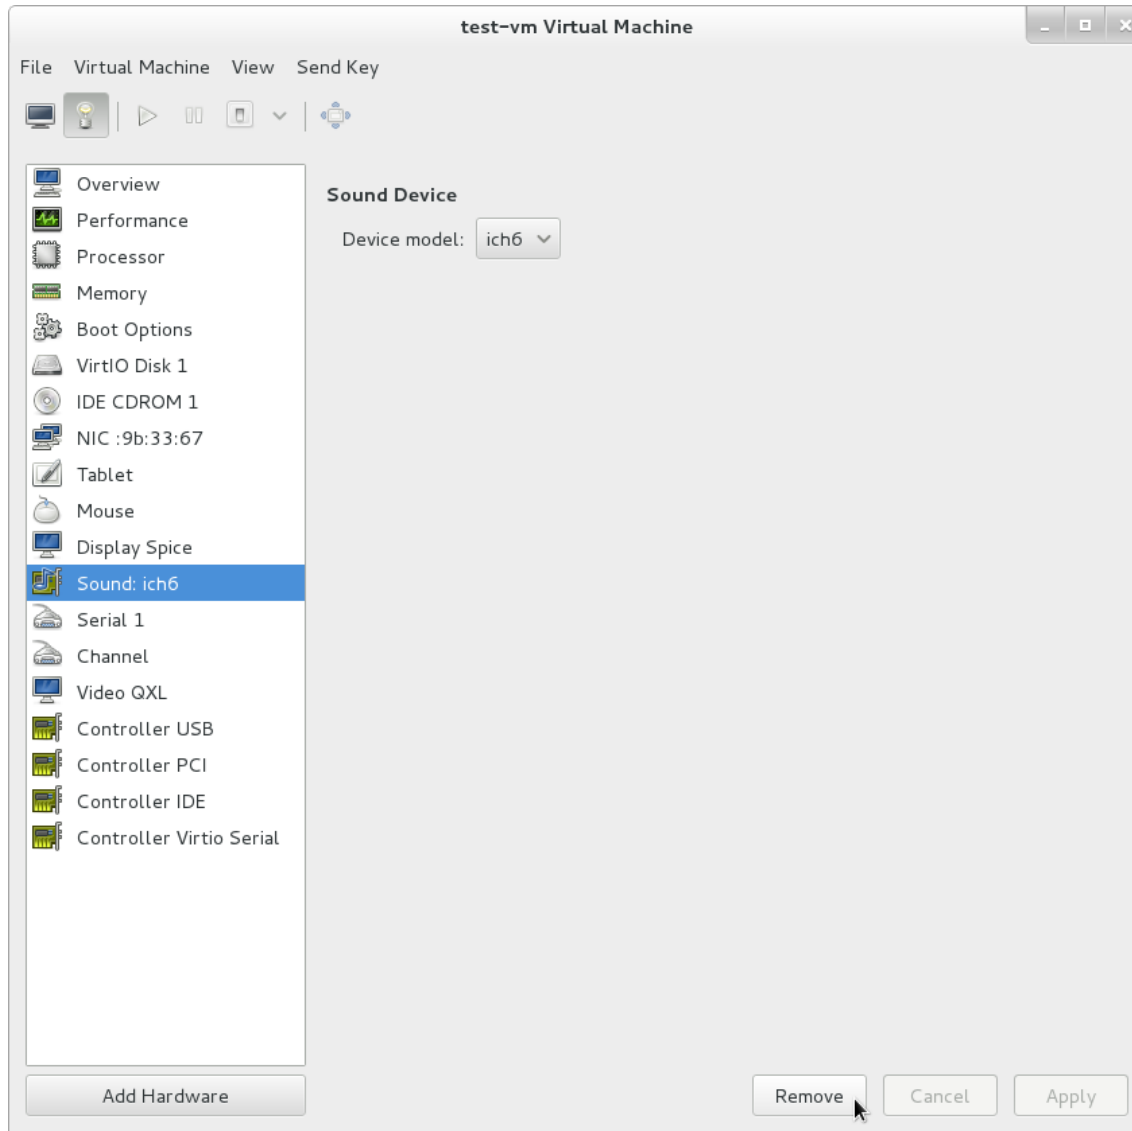 test-vm Virtual Machine
File Virtual Machine View Send Key
Overview
Performance
Processor
Memory
Boot Options
VirtIO Disk 1
IDE CDROM 1
NIC :9b:33:67
Tablet
Mouse
Display Spice
Sound: ich6
Serial 1
Channel
Video QXL
Controller USB
Controller PCI
Controller IDE
Controller Virtio Serial
Add Hardware
Sound Device
Device model: ich6
Remove Cancel Apply